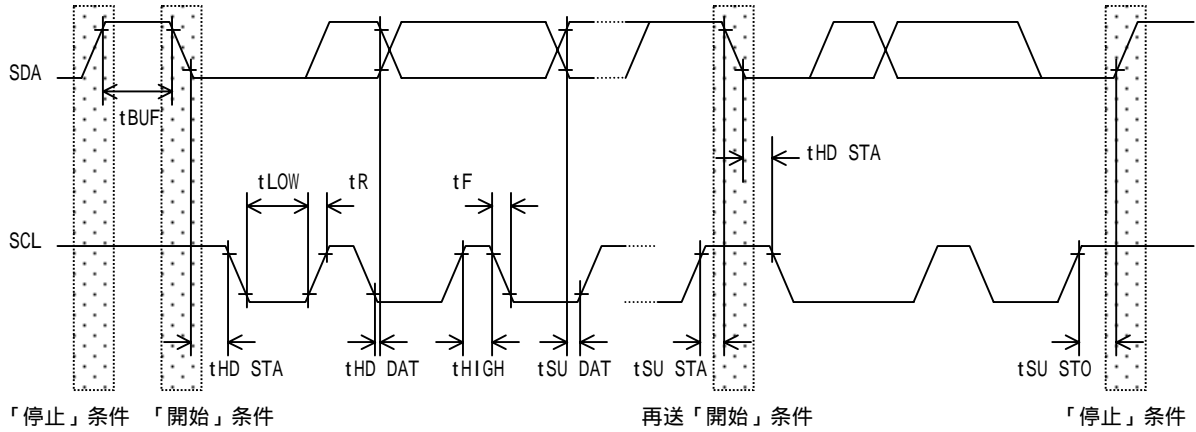 SDA
tBUF
tHD STA
tLOW
tR
tF
SCL
tHD STA
tHD DAT
tHIGH
tSU DAT
tSU STA
tSU STO
「停止」条件
「開始」条件
再送「開始」条件
「停止」条件